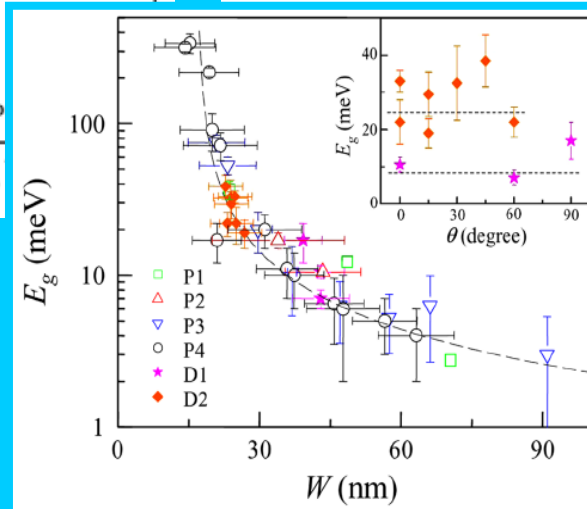 40
20
0
E_g (meV)
0 30 60 90
θ (degree)
100
10
1
E_g (meV)
P1
P2
P3
P4
D1
D2
0 30 60 90
W (nm)